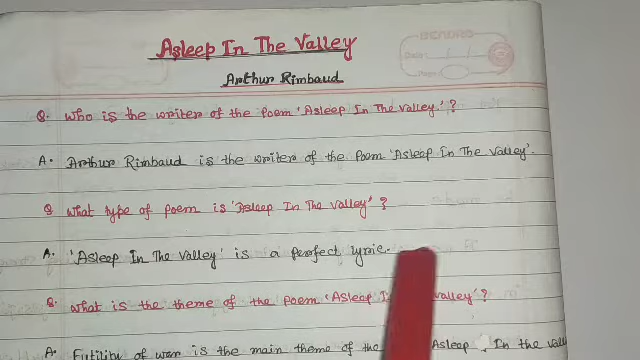 Asleep In The Valley
Arthur Rimbaud
Q. Who is the writer of the poem 'Asleep In The Valley'?
A. Arthur Rimbaud is the writer of the poem 'Asleep In The Valley'.
Q What type of poem is 'Asleep In The Valley'?
A. 'Asleep In The Valley' is a perfect lyric.
Q. What is the theme of the poem 'Asleep I Valley'?
A. Futility of war is the main theme of the Asleep In the Vall